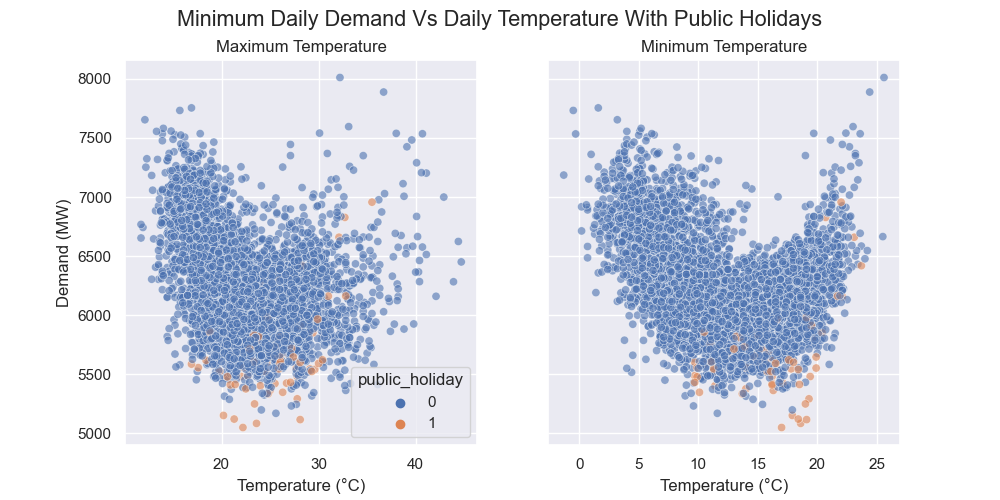 Minimum Daily Demand Vs Daily Temperature With Public Holidays
Maximum Temperature
Minimum Temperature
Demand (MW)
8000
7500
7000
6500
6000
5500
5000
public_holiday
0
1
20 30 40
0 5 10 15 20 25
Temperature (°C)
Temperature (°C)